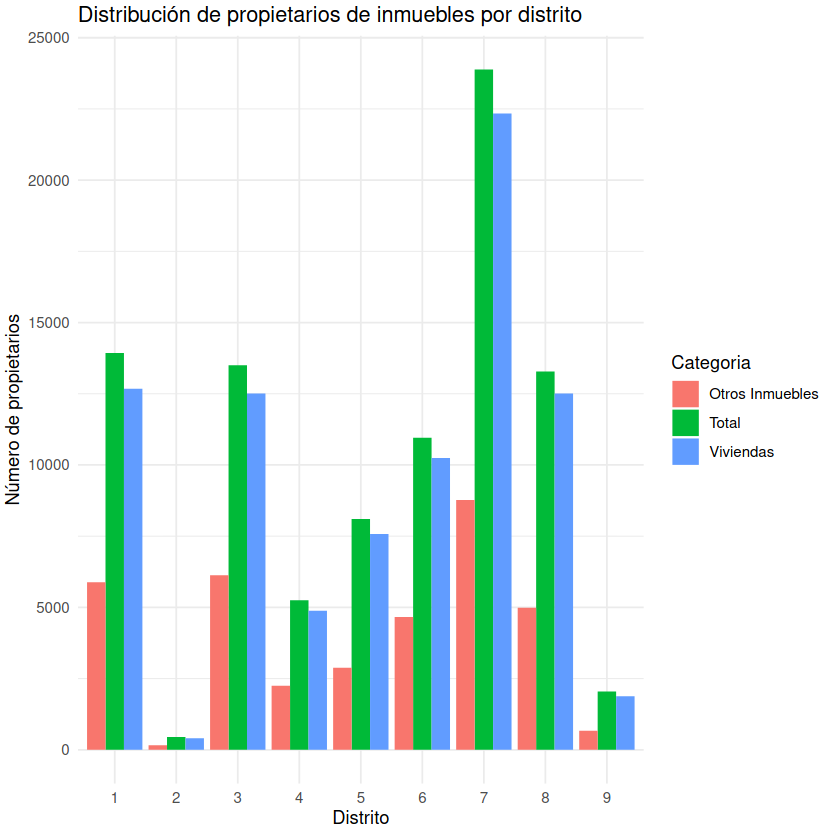 Distribución de propietarios de inmuebles por distrito
25000
20000
15000
10000
5000
0
Número de propietarios
1 2 3 4 5 6 7 8 9
Distrito
Categoria
Otros Inmuebles
Total
Viviendas